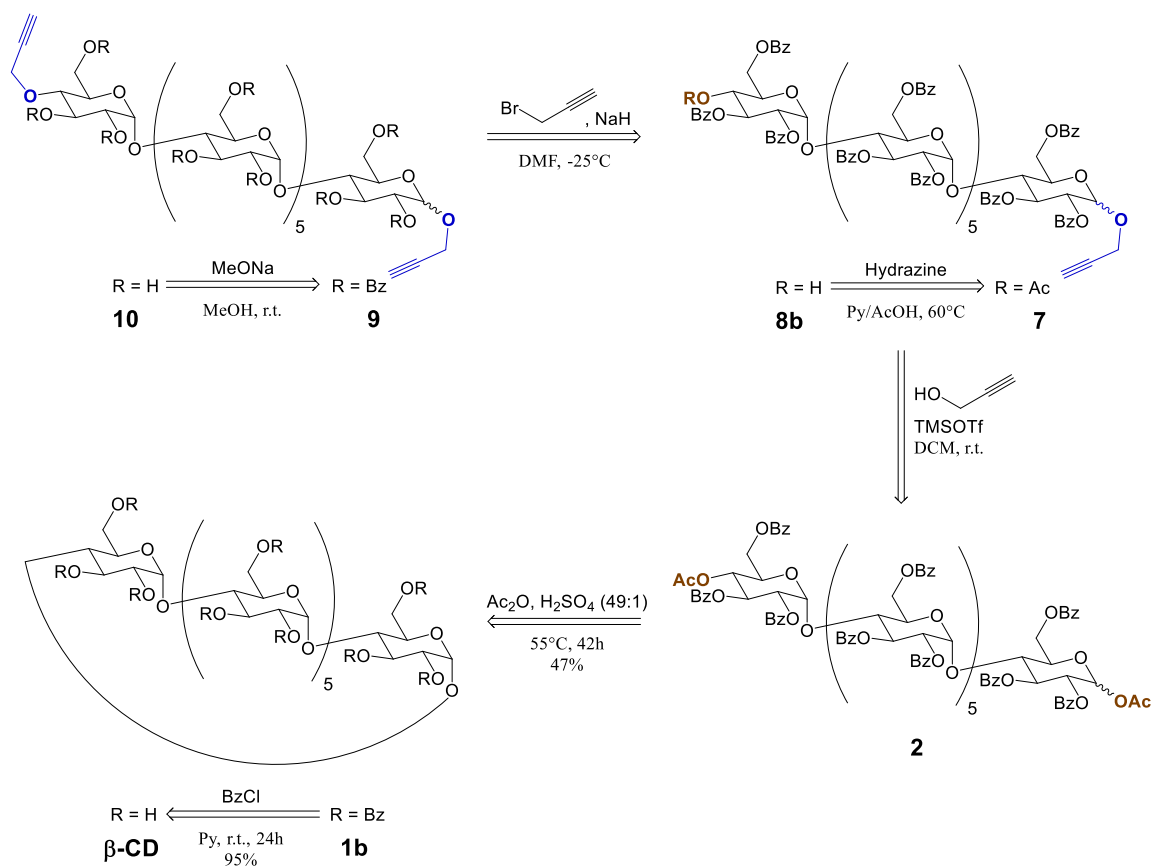 OR
O
O
RO
RO
O
OR
O
RO
RO
O
OR
O
RO
RO
O
5
R = H
MeONa
MeOH, r.t.
R = Bz
10
9
Br
, NaH
DMF, -25°C
OBz
O
RO
BzO
BzO
O
OBz
O
BzO
BzO
O
OBz
O
BzO
BzO
O
5
R = H
Hydrazine
Py/AcOH, 60°C
R = Ac
8b
7
HO
TMSOTf
DCM, r.t.
OR
O
RO
RO
O
OR
O
RO
RO
O
OR
O
RO
RO
O
5
Ac₂O, H₂SO₄ (49:1)
55°C, 42h
47%
OBz
O
AcO
BzO
BzO
O
OBz
O
BzO
BzO
O
OBz
O
BzO
BzO
OAc
5
2
R = H
BzCl
Py, r.t., 24h
95%
R = Bz
β-CD
1b